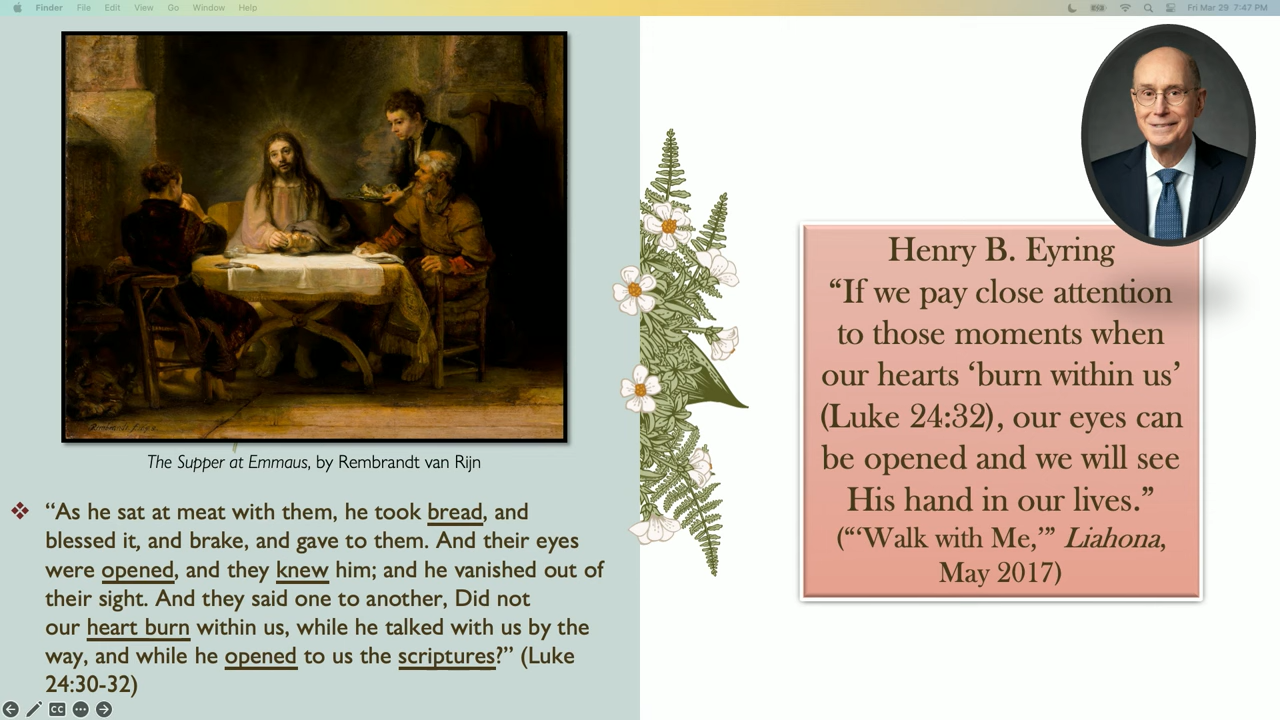 Finder File Edit View Go Window Help
Fri Mar 29 7:47 PM
The Supper at Emmaus, by Rembrandt van Rijn
❖ “As he sat at meat with them, he took bread, and
blessed it, and brake, and gave to them. And their eyes
were opened, and they knew him; and he vanished out of
their sight. And they said one to another, Did not
our heart burn within us, while he talked with us by the
way, and while he opened to us the scriptures?” (Luke
24:30-32)
CC
Henry B. Eyring
“If we pay close attention
to those moments when
our hearts ‘burn within us’
(Luke 24:32), our eyes can
be opened and we will see
His hand in our lives.”
(“‘Walk with Me,’” Liahona,
May 2017)